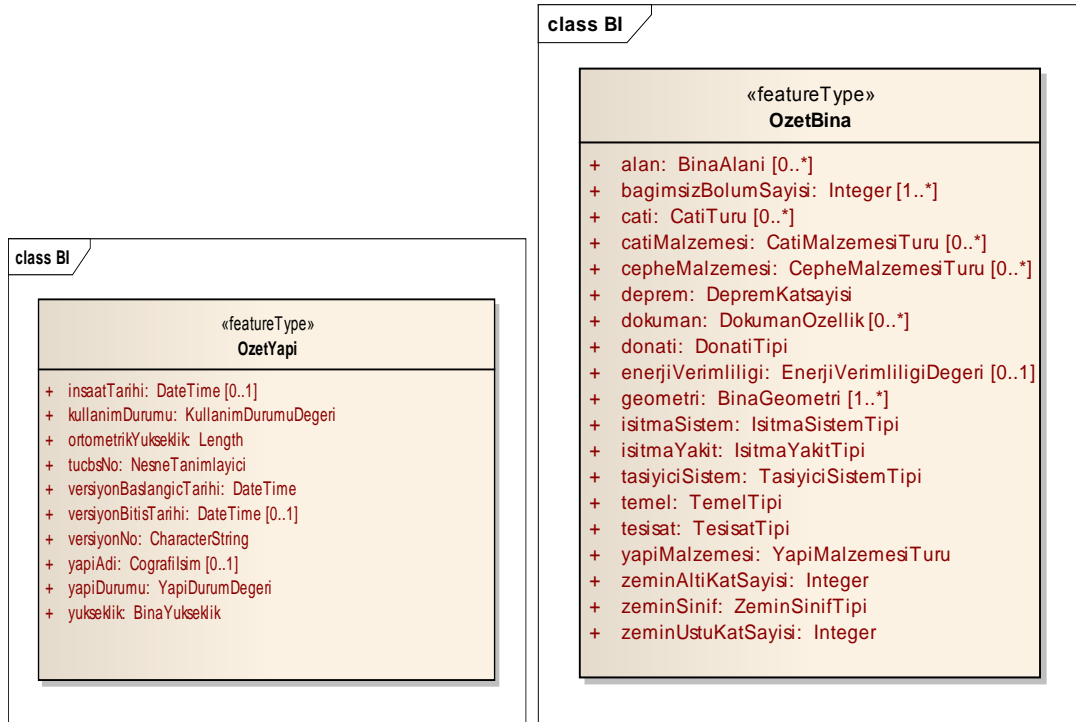 class BI
«featureType»
OzetYapi
+ insaatTarihi: DateTime [0..1]
+ kullanimDurumu: KullanimDurumuDegeri
+ ortometrikYukseklik: Length
+ tucbsNo: NesneTanimlayici
+ versiyonBaslangicTarihi: DateTime
+ versiyonBitisTarihi: DateTime [0..1]
+ versiyonNo: CharacterString
+ yapiAdi: CografiIsim [0..1]
+ yapiDurumu: YapiDurumDegeri
+ yukseklik: BinaYukseklik
class BI
«featureType»
OzetBina
+ alan: BinaAlani [0..*]
+ bagimsizBolumSayisi: Integer [1..*]
+ cati: CatiTuru [0..*]
+ catiMalzemesi: CatiMalzemesiTuru [0..*]
+ cepheMalzemesi: CepheMalzemesiTuru [0..*]
+ deprem: DepremKatsayisi
+ dokuman: DokumanOzellik [0..*]
+ donati: DonatiTipi
+ enerjiVerimliligi: EnerjiVerimliligiDegeri [0..1]
+ geometri: BinaGeometri [1..*]
+ isitmaSistem: IsitmaSistemTipi
+ isitmaYakit: IsitmaYakitTipi
+ tasiyiciSistem: TasiyiciSistemTipi
+ temel: TemelTipi
+ tesisat: TesisatTipi
+ yapiMalzemesi: YapiMalzemesiTuru
+ zeminAltiKatSayisi: Integer
+ zeminSinif: ZeminSinifTipi
+ zeminUstuKatSayisi: Integer